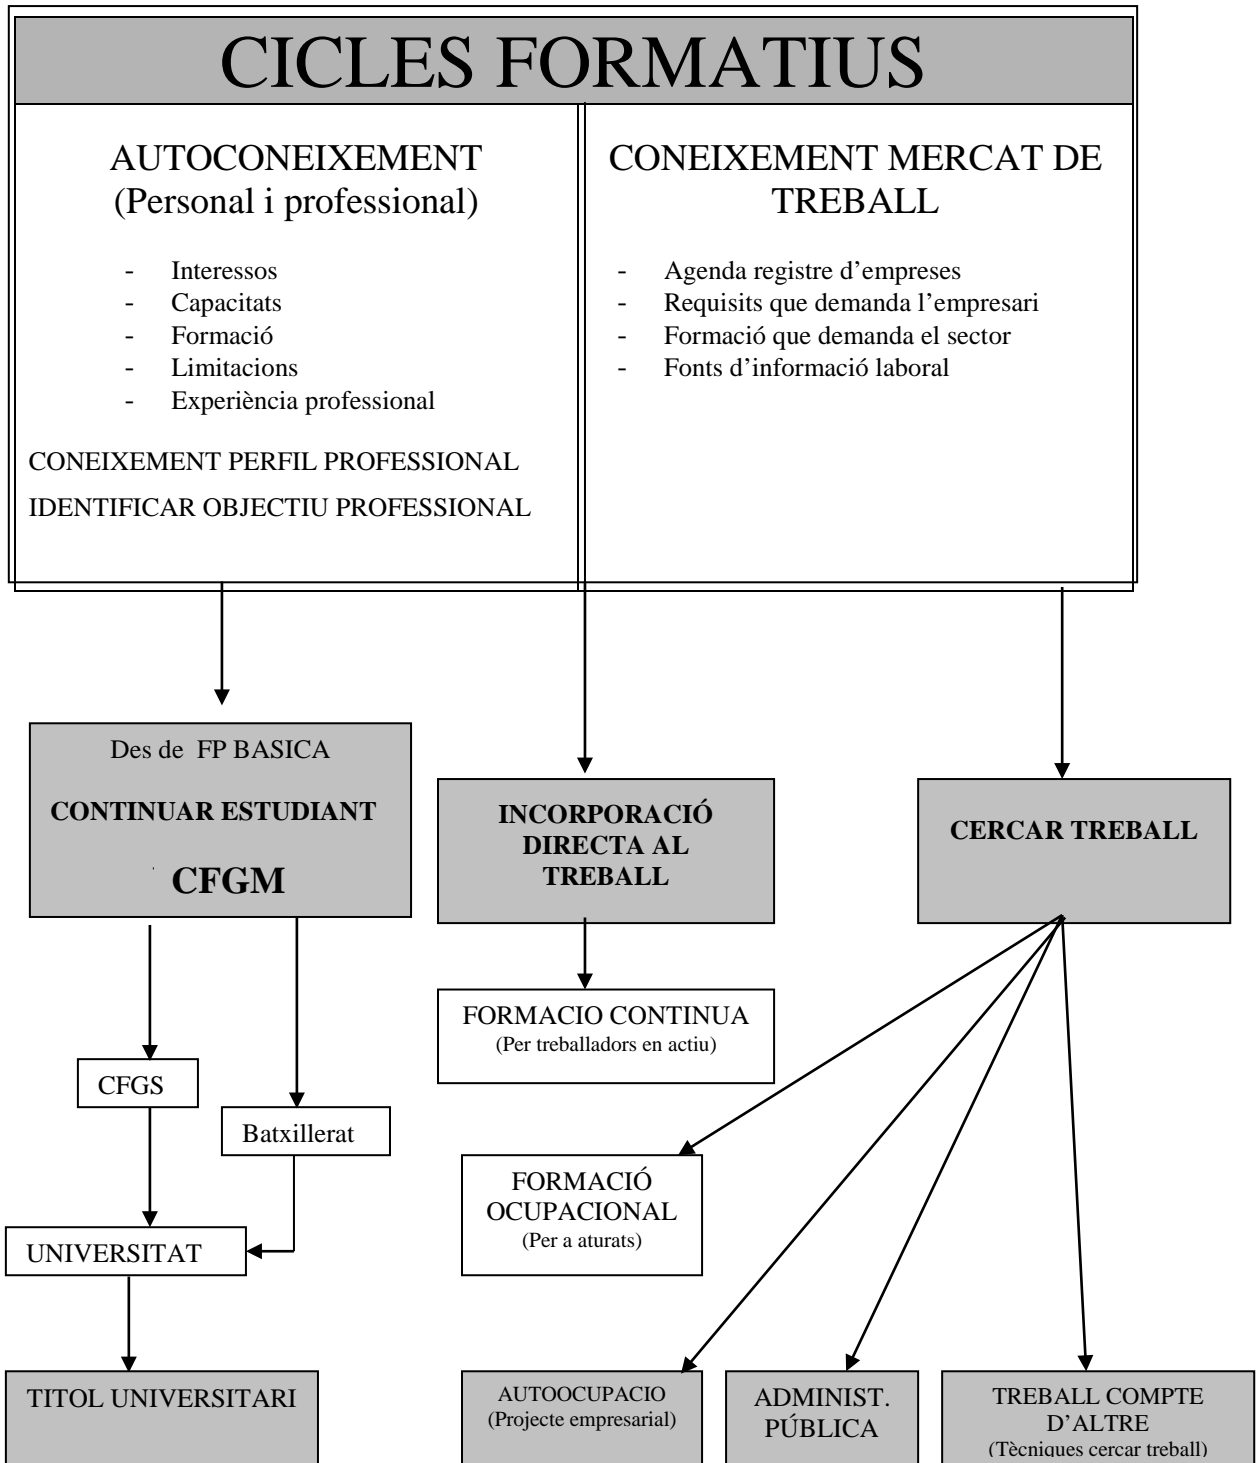 CICLES FORMATIUS
AUTOCONEIXEMENT
(Personal i professional)
- Interessos
- Capacitats
- Formació
- Limitacions
- Experiència professional
CONEIXEMENT PERFIL PROFESSIONAL
IDENTIFICAR OBJECTIU PROFESSIONAL
CONEIXEMENT MERCAT DE
TREBALL
- Agenda registre d’empreses
- Requisits que demanda l’empresari
- Formació que demanda el sector
- Fonts d’informació laboral
Des de FP BASICA
CONTINUAR ESTUDIANT
CFGM
INCORPORACIÓ
DIRECTA AL
TREBALL
CERCAR TREBALL
FORMACIO CONTINUA
(Per treballadors en actiu)
CFGS
Batxillerat
FORMACIÓ
OCUPACIONAL
(Per a aturats)
UNIVERSITAT
TITOL UNIVERSITARI
AUTOOCUPACIO
(Projecte empresarial)
ADMINIST.
PÚBLICA
TREBALL COMPTE
D’ALTRE
(Tècniques cercar treball)